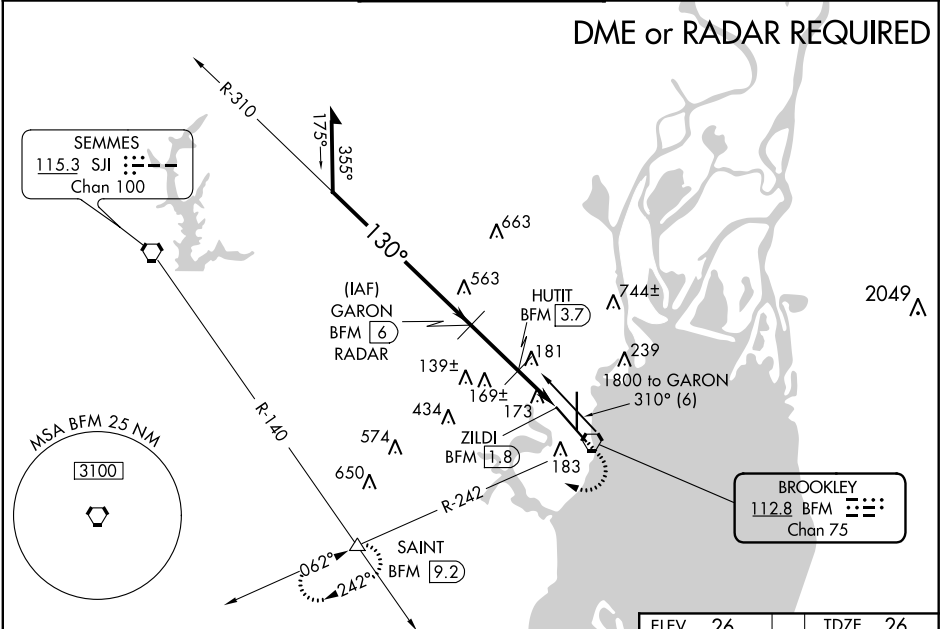 DME or RADAR REQUIRED
R-310
175°
355°
SEMMES
115.3 SJI
Chan 100
130°
663
563
(IAF)
GARON
BFM 6
RADAR
HUTIT
BFM 3.7
744±
2049
181
239
139±
169±
173
1800 to GARON
310° (6)
434
R-140
574
ZILDI
BFM 1.8
183
650
MSA BFM 25 NM
3100
R-242
BROOKLEY
112.8 BFM
Chan 75
SAINT
BFM 9.2
062°
242°
ELEV 26
TDZE 26